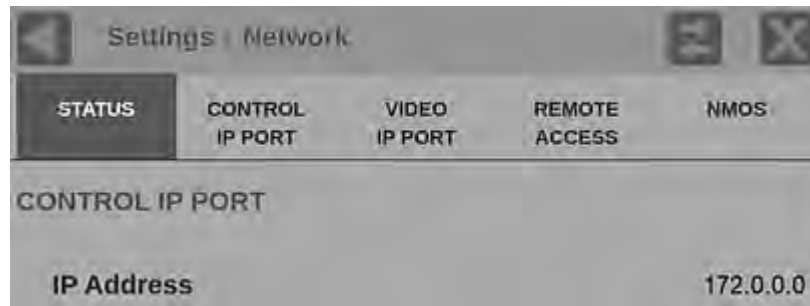 Settings : Network
STATUS
CONTROL
IP PORT
VIDEO
IP PORT
REMOTE
ACCESS
NMOS
CONTROL IP PORT
IP Address 172.0.0.0